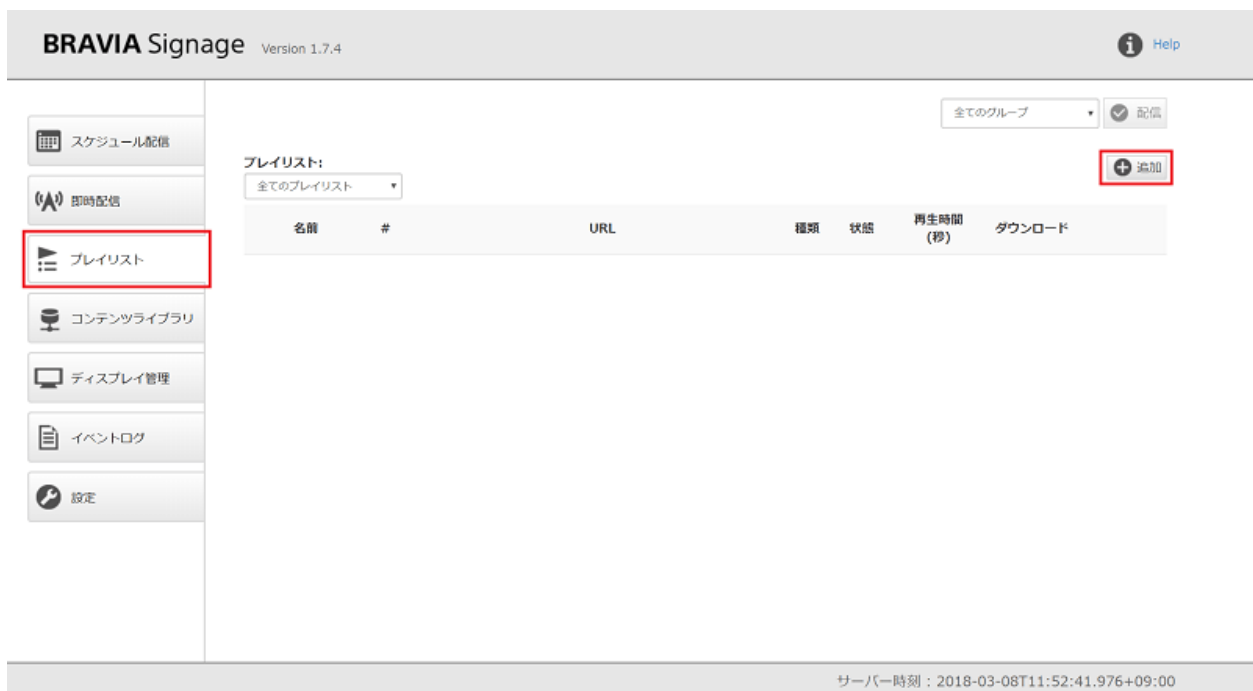 BRAVIA Signage Version 1.7.4
Help
スケジュール配信
即時配信
プレイリスト
コンテンツライブラリ
ディスプレイ管理
イベントログ
設定
全てのグループ
配信
プレイリスト:
追加
全てのプレイリスト
名前 # URL 種類 状態 再生時間 ダウンロード
(秒)
サーバー時刻 : 2018-03-08T11:52:41.976+09:00